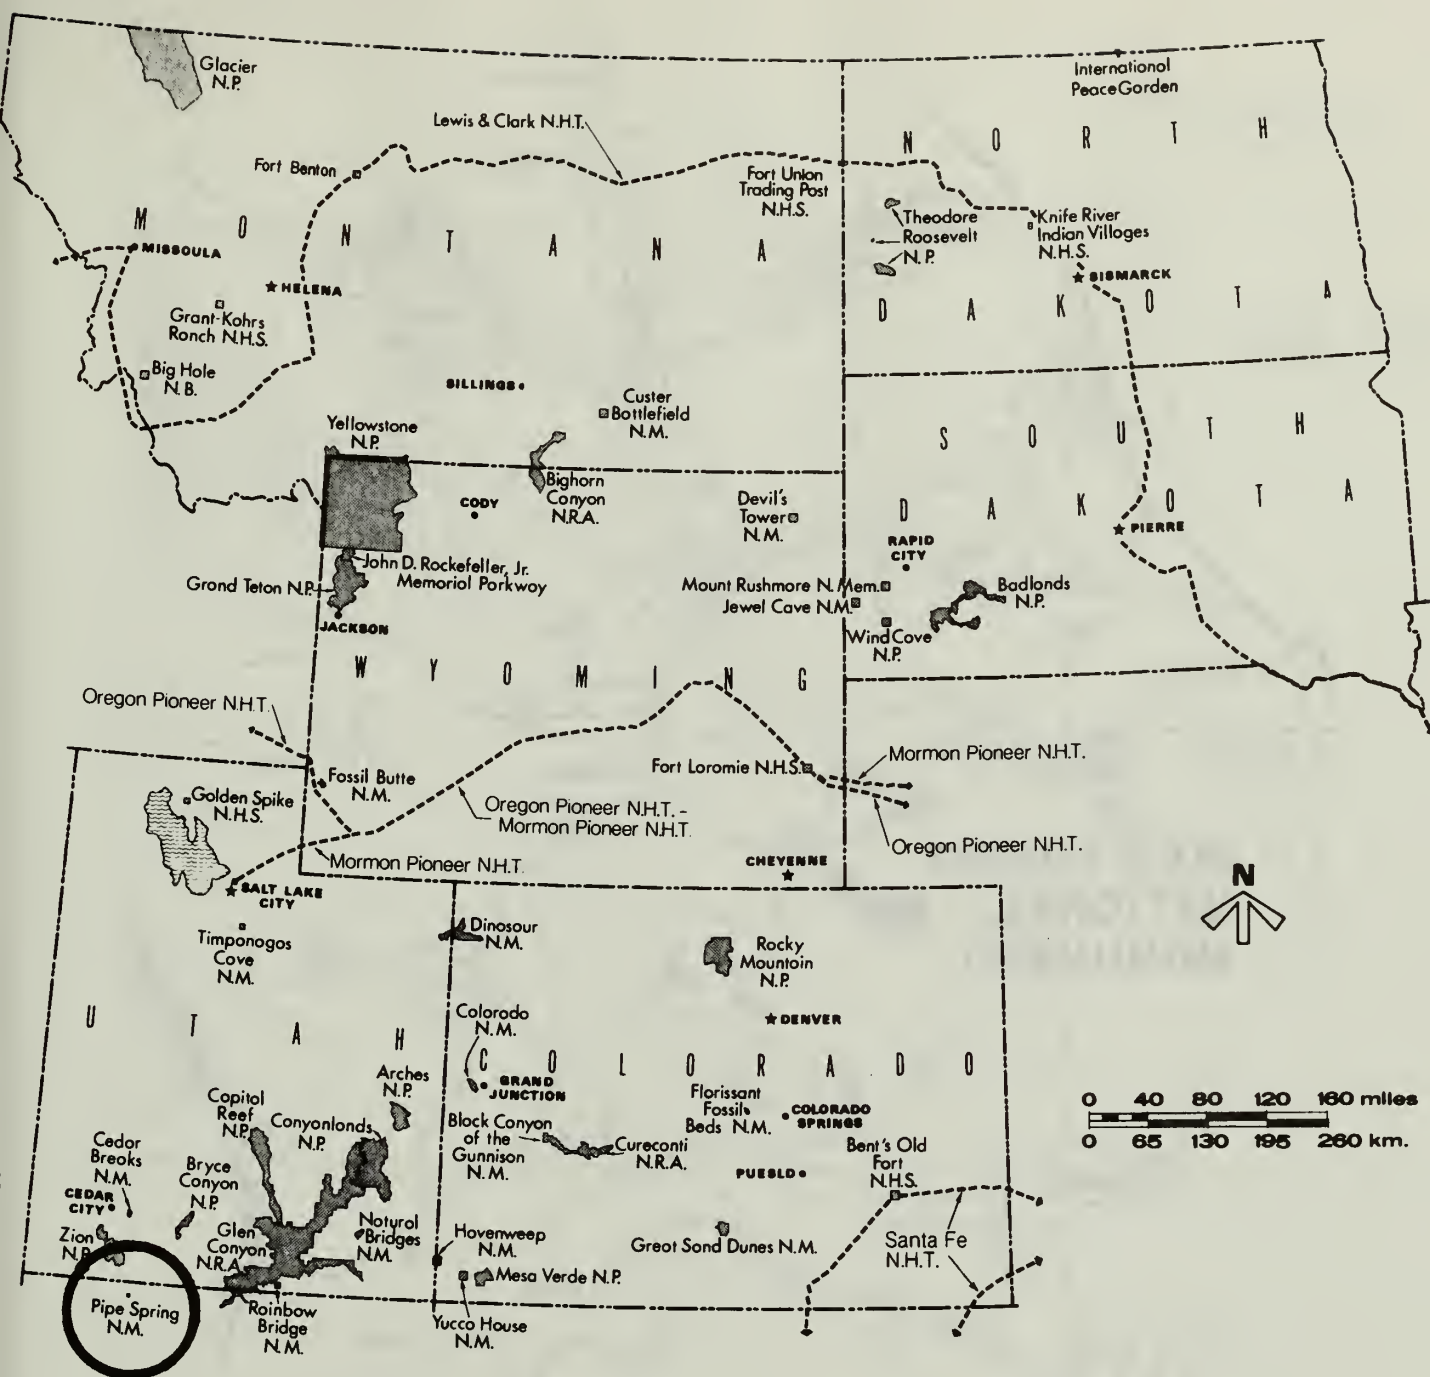 Glacier
N.P.
International
PeaceGorden
Lewis & Clark N.H.T.
N O R T H
Fort Benton
Fort Union
Trading Post
N.H.S.
Theodore
Roosevelt
N.P.
Knife River
Indian Villoges
N.H.S.
M O N T A N A
MISSOULA
HELENA
BISMARCK
Grant-Kohrs
Ronch N.H.S.
D A K O T A
Big Hole
N.B.
BILLINGS
Custer
Bottlefield
N.M.
Yellowstone
N.P.
S O U T H
Bighorn
Canyon
N.R.A.
CODY
Devil's
Tower
N.M.
D A K O T A
PIERRE
RAPID
CITY
John D. Rockefeller, Jr.
Memoriol Porkwoy
Grond Teton N.P.
JACKSON
Mount Rushmore N. Mem.
Jewel Cave N.M.
Badlonds
N.P.
Wind Cove
N.P.
W Y O M I N G
Oregon Pioneer N.H.T.
Fossil Butte
N.M.
Fort Loromie N.H.S.
Mormon Pioneer N.H.T.
Golden Spike
N.H.S.
Oregon Pioneer N.H.T. -
Mormon Pioneer N.H.T.
Oregon Pioneer N.H.T.
Mormon Pioneer N.H.T.
CHEYENNE
N
SALT LAKE
CITY
Timponogos
Cove
N.M.
Dinosour
N.M.
Rocky
Mountain
N.P.
DENVER
U T A H
Colorodo
N.M.
C O L O R A D O
GRAND
JUNCTION
Arches
N.P.
Copitol
Reef
N.P.
Conyonlonds
N.P.
Block Conyon
of the
Gunnison
N.M.
Cureconti
N.R.A.
Florissant
Fossil
Beds N.M.
COLORADO
SPRINGS
PUEBLO
Bent's Old
Fort
N.H.S.
0 40 80 120 160 miles
0 65 130 195 260 km.
Cedor
Breoks
N.M.
CEDAR
CITY
Bryce
Conyon
N.P.
Zion
N.P.
Glen
Conyon
N.R.A.
Noturol
Bridges
N.M.
Hovenweep
N.M.
Mesa Verde N.P.
Yucco House
N.M.
Greot Sond Dunes N.M.
Santa Fe
N.H.T.
Pipe Spring
N.M.
Roinbow
Bridge
N.M.